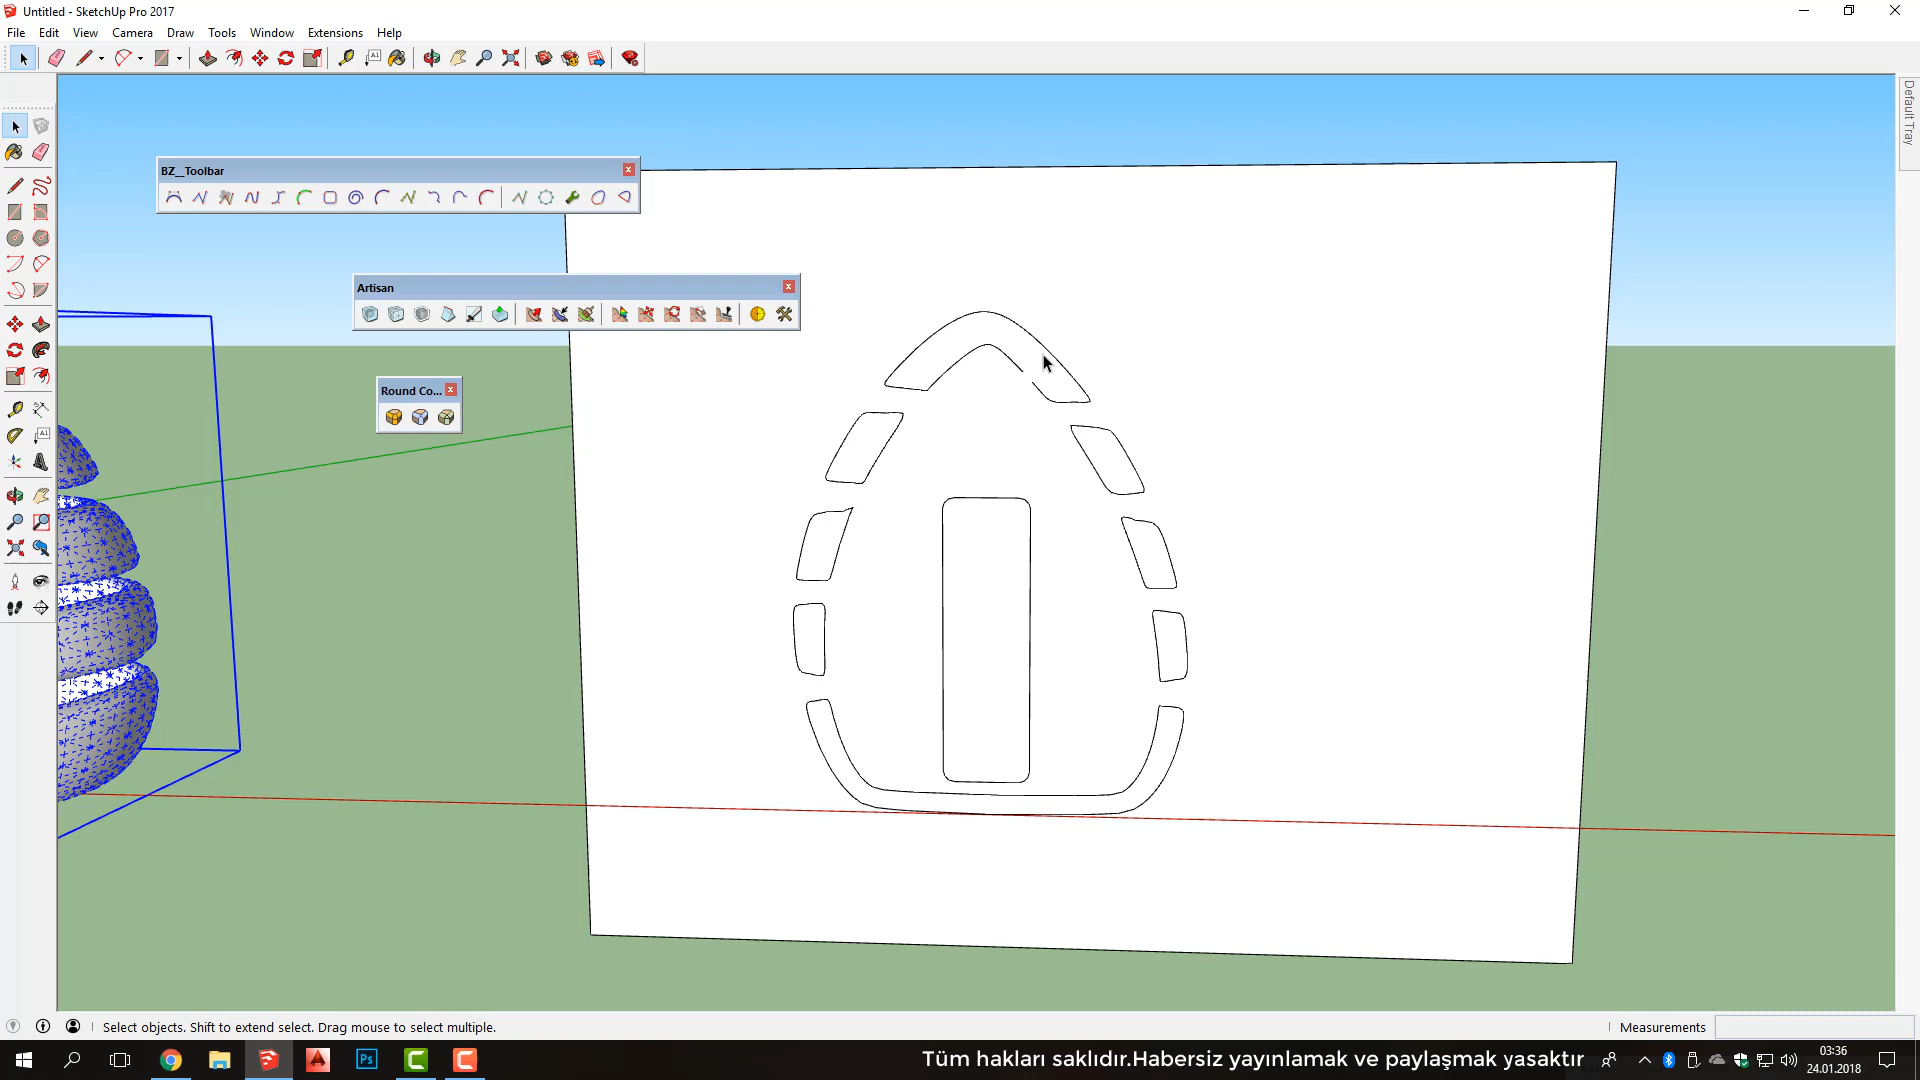 Untitled - SketchUp Pro 2017
File Edit View Camera Draw Tools Window Extensions Help
Default Tray
BZ__Toolbar
Artisan
Round Co...
Select objects. Shift to extend select. Drag mouse to select multiple.
Measurements
Tüm hakları saklıdır.Habersiz yayınlamak ve paylaşmak yasaktır
03:36
24.01.2018